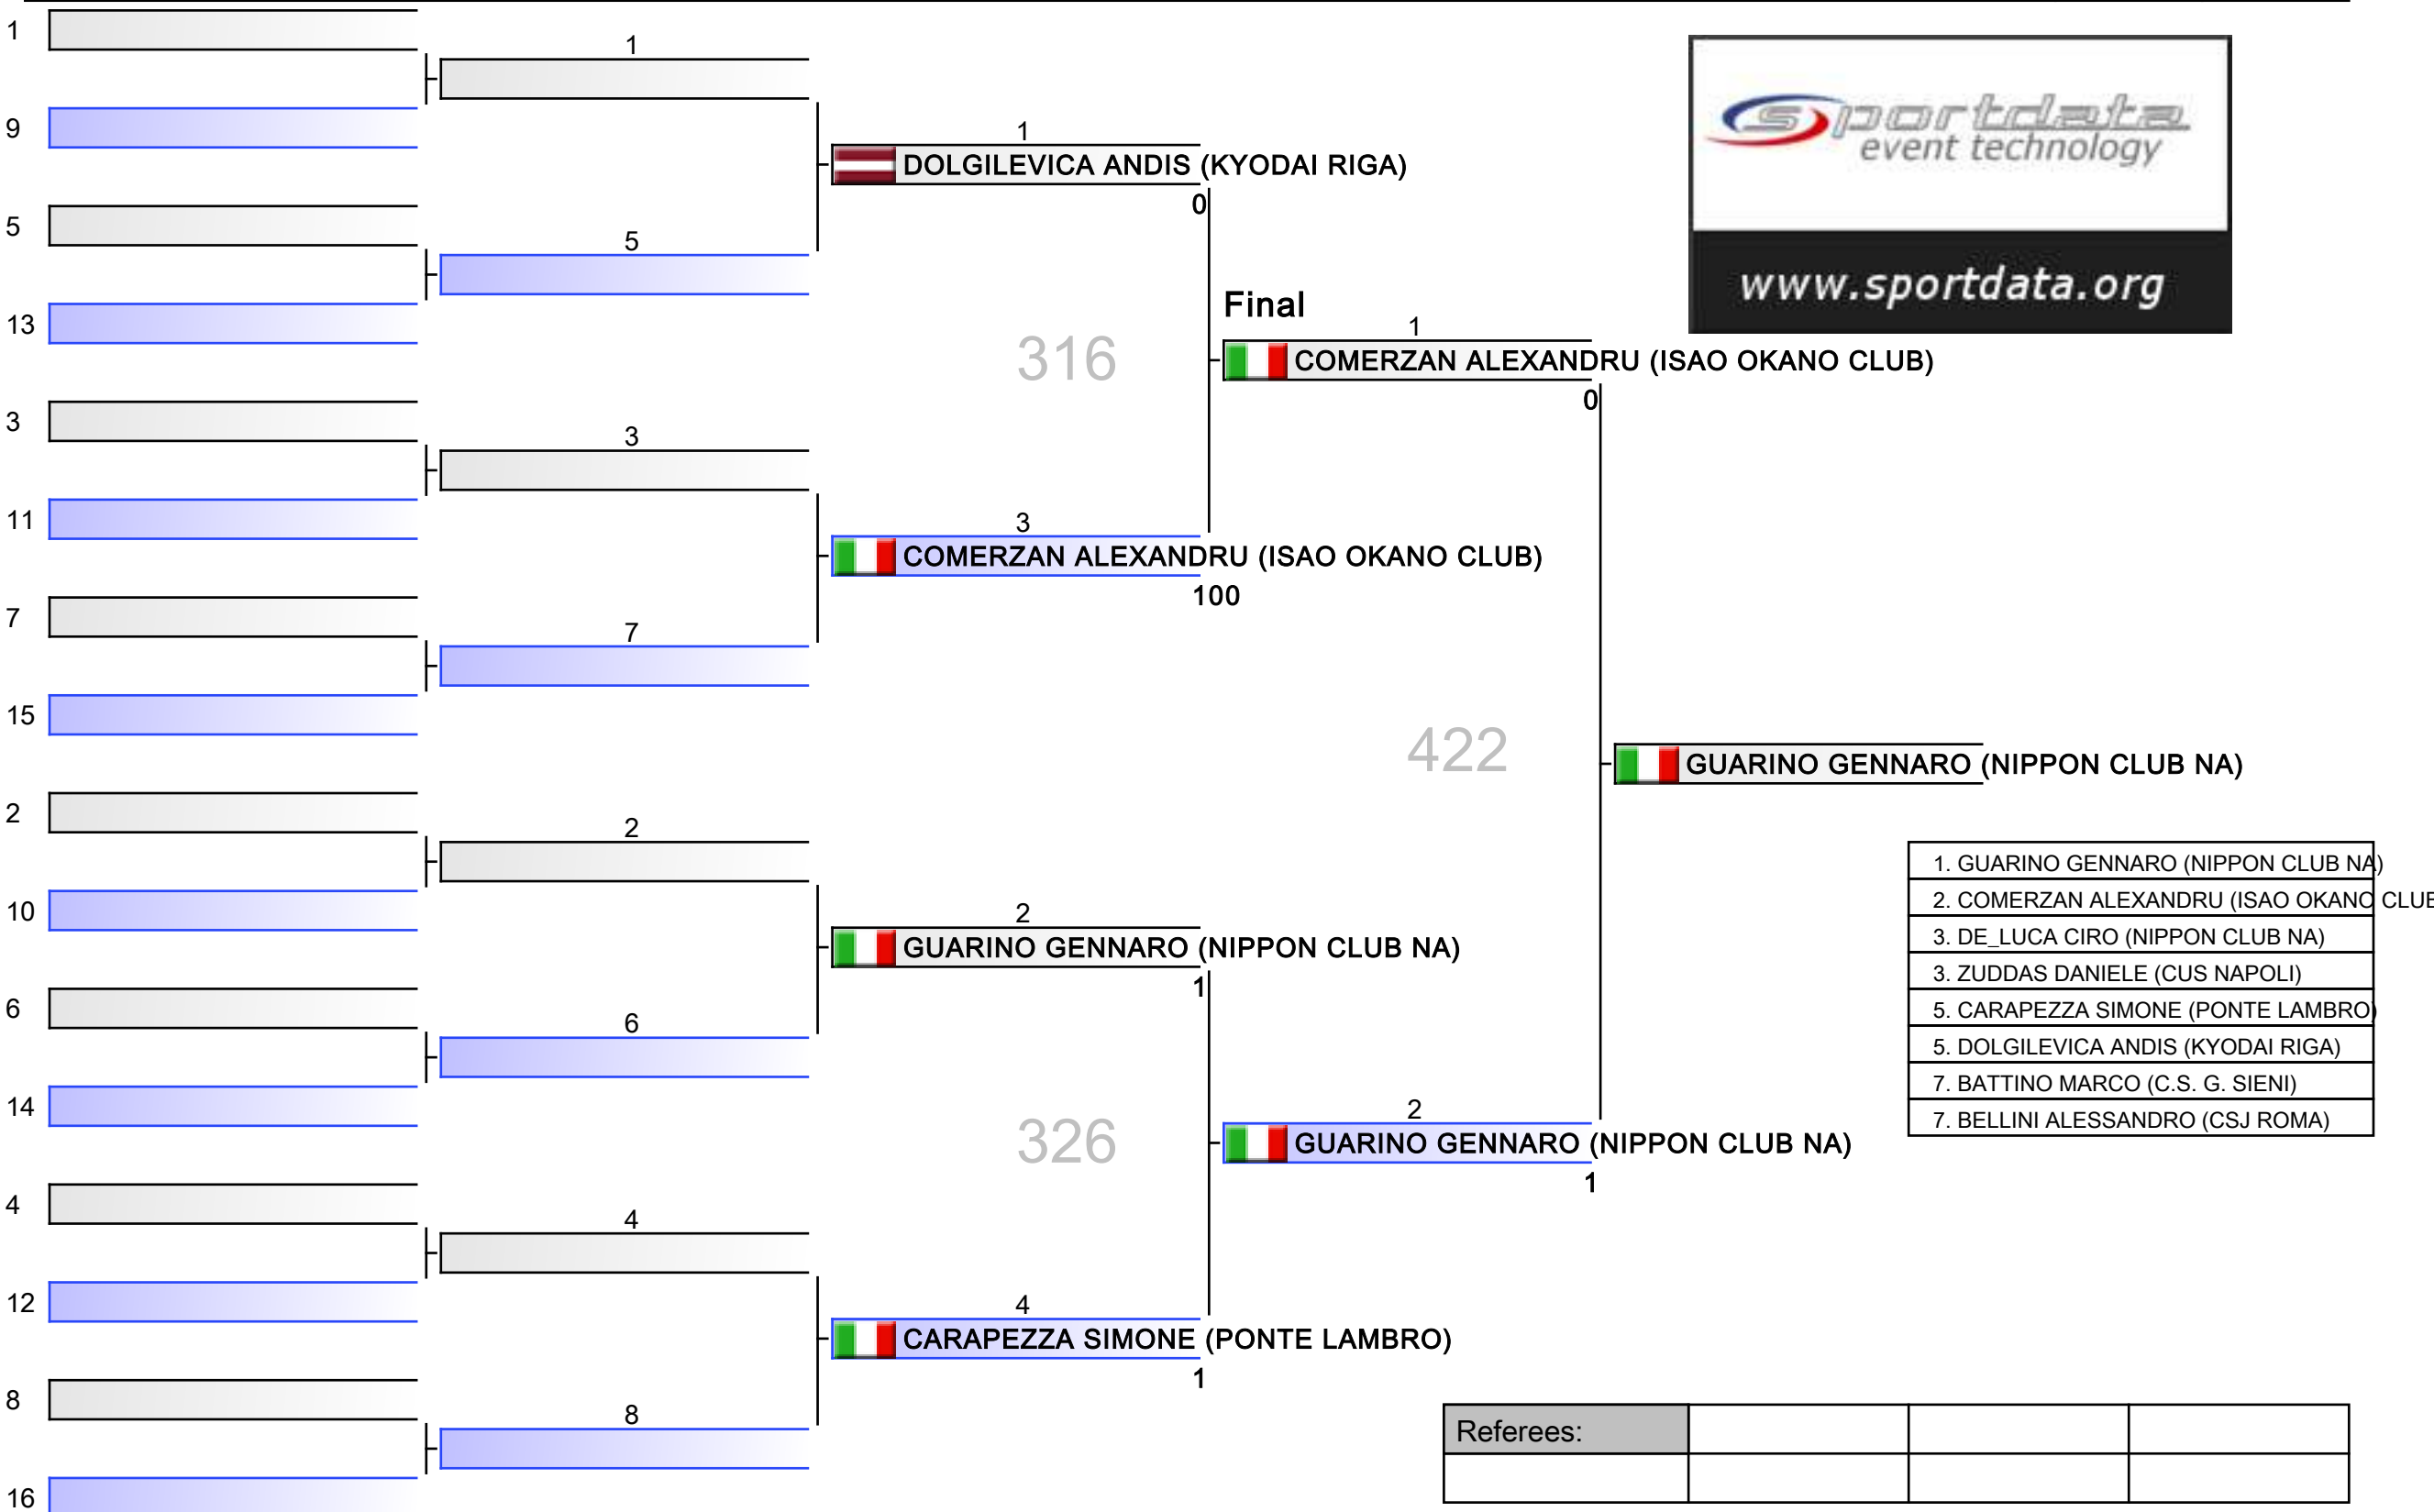 1
1
9
1
DOLGILEVICA ANDIS (KYODAI RIGA)
0
5
5
13
sportdata
event technology
www.sportdata.org
316
Final
1
COMERZAN ALEXANDRU (ISAO OKANO CLUB)
0
3
3
11
3
COMERZAN ALEXANDRU (ISAO OKANO CLUB)
100
7
7
15
422
GUARINO GENNARO (NIPPON CLUB NA)
2
2
10
2
GUARINO GENNARO (NIPPON CLUB NA)
1
6
6
14
326
2
GUARINO GENNARO (NIPPON CLUB NA)
1
1. GUARINO GENNARO (NIPPON CLUB NA)
2. COMERZAN ALEXANDRU (ISAO OKANO CLUB
3. DE_LUCA CIRO (NIPPON CLUB NA)
3. ZUDDAS DANIELE (CUS NAPOLI)
5. CARAPEZZA SIMONE (PONTE LAMBRO)
5. DOLGILEVICA ANDIS (KYODAI RIGA)
7. BATTINO MARCO (C.S. G. SIENI)
7. BELLINI ALESSANDRO (CSJ ROMA)
4
4
12
4
CARAPEZZA SIMONE (PONTE LAMBRO)
1
8
8
16
Referees: